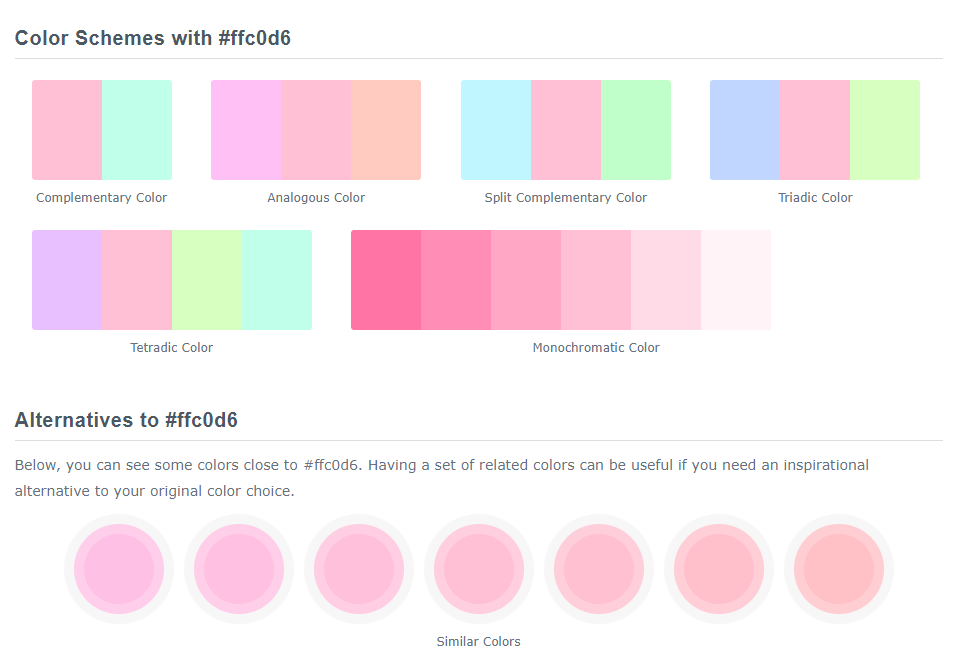 Color Schemes with #ffc0d6
Complementary Color
Analogous Color
Split Complementary Color
Triadic Color
Tetradic Color
Monochromatic Color
Alternatives to #ffc0d6
Below, you can see some colors close to #ffc0d6. Having a set of related colors can be useful if you need an inspirational
alternative to your original color choice.
Similar Colors